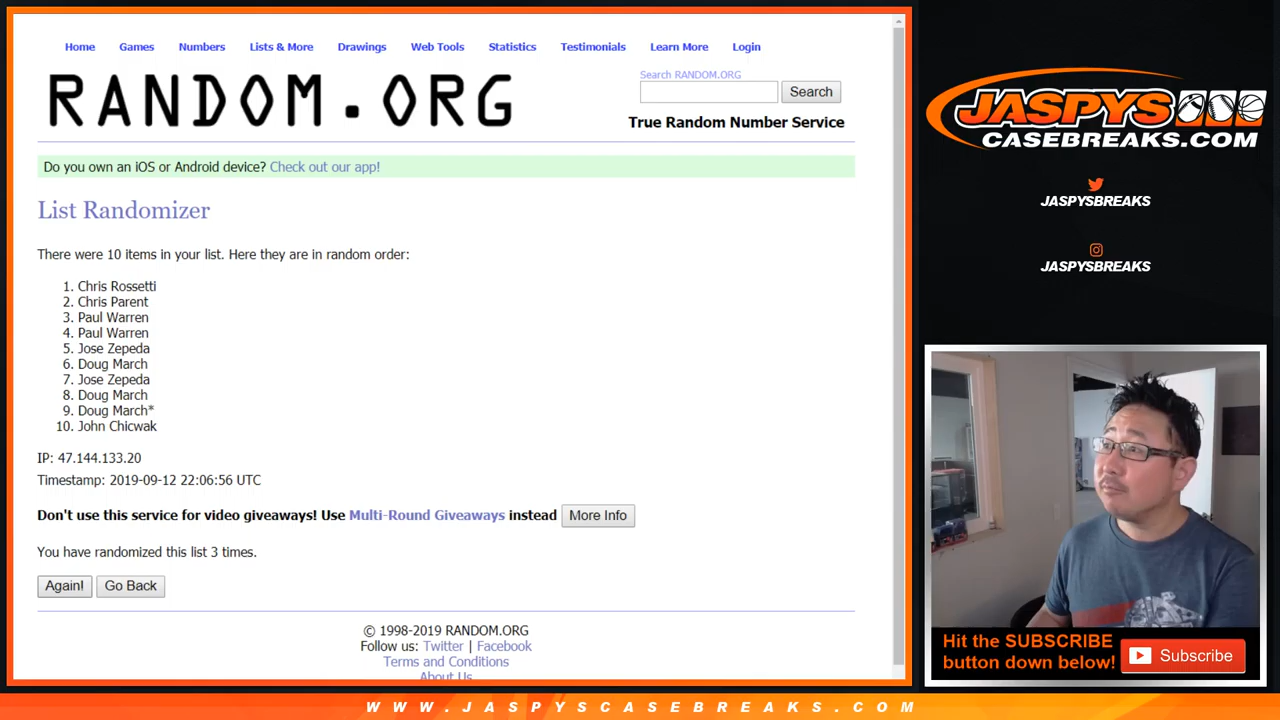 Home Games Numbers Lists & More Drawings Web Tools Statistics Testimonials Learn More Login
RANDOM.ORG
Search RANDOM.ORG
Search
True Random Number Service
Do you own an iOS or Android device? Check out our app!
List Randomizer
There were 10 items in your list. Here they are in random order:
1. Chris Rossetti
2. Chris Parent
3. Paul Warren
4. Paul Warren
5. Jose Zepeda
6. Doug March
7. Jose Zepeda
8. Doug March
9. Doug March*
10. John Chicwak
IP: 47.144.133.20
Timestamp: 2019-09-12 22:06:56 UTC
Don't use this service for video giveaways! Use Multi-Round Giveaways instead More Info
You have randomized this list 3 times.
Again! Go Back
© 1998-2019 RANDOM.ORG
Follow us: Twitter | Facebook
Terms and Conditions
About Us
JASPYS
CASEBREAKS.COM
JASPYSBREAKS
JASPYSBREAKS
Hit the SUBSCRIBE
button down below!
Subscribe
WWW.JASPYSCASEBREAKS.COM